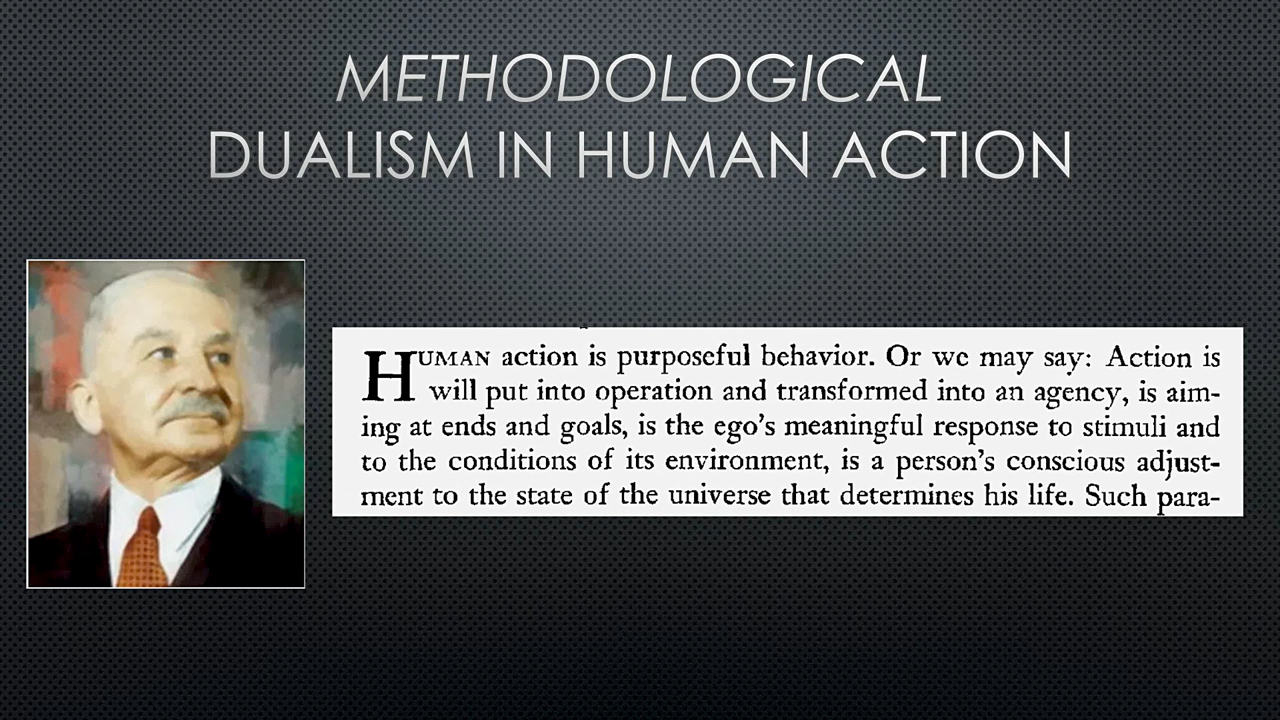 METHODOLOGICAL
DUALISM IN HUMAN ACTION
HUMAN action is purposeful behavior. Or we may say: Action is
will put into operation and transformed into an agency, is aim-
ing at ends and goals, is the ego's meaningful response to stimuli and
to the conditions of its environment, is a person's conscious adjust-
ment to the state of the universe that determines his life. Such para-